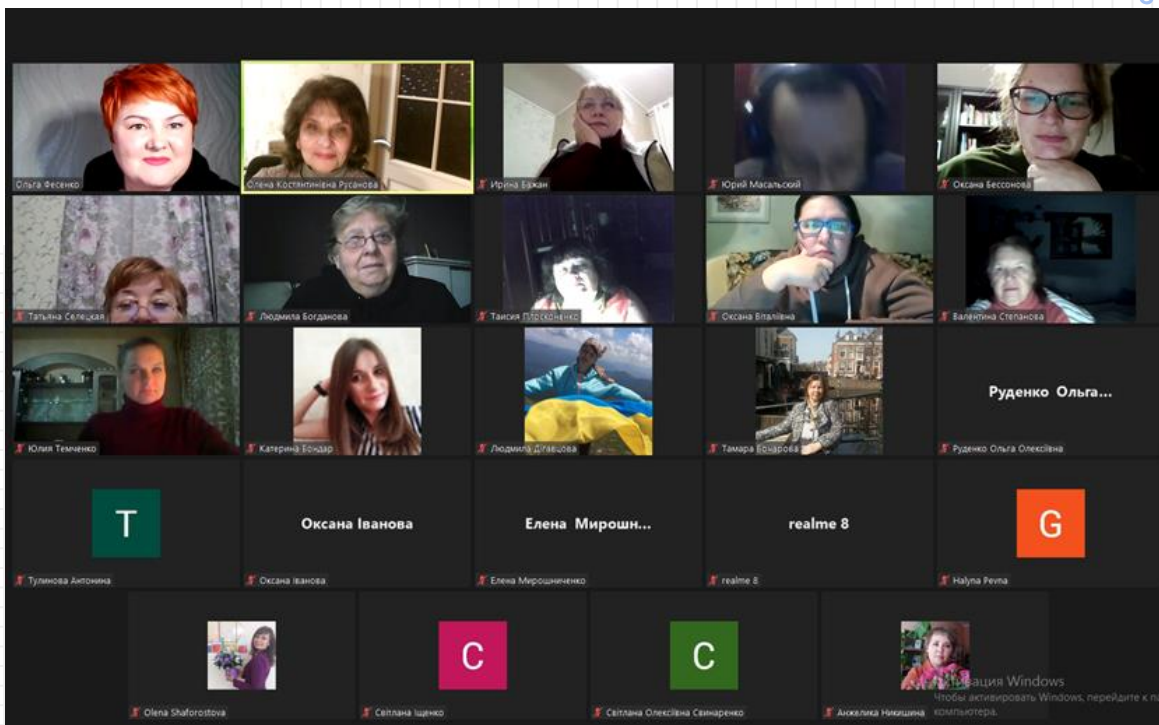 Ольга Фесенко
Олена Костянтинівна Русанова
Ирина Бажан
Юрий Масальский
Оксана Бессонова
Татьяна Селецкая
Людмила Богданова
Таисия
Оксана Віталіївна
Валентина Степанова
Юлия Темченко
Катерина Бондар
Людмила
Тамара Бонарова
Руденко Ольга...
Руденко Ольга Олексіївна
Т
Тулинова Антонина
Оксана Іванова
Оксана Іванова
Елена Мирошн...
Елена Мирошниченко
realme 8
realme 8
G
Halyna Pevna
Olena Shaforostova
С
Світлана Іщенко
С
Світлана Олексіївна Свинаренко
Анжелика Никишина
Активация Windows
Чтобы активировать Windows, перейдите к
компьютера.